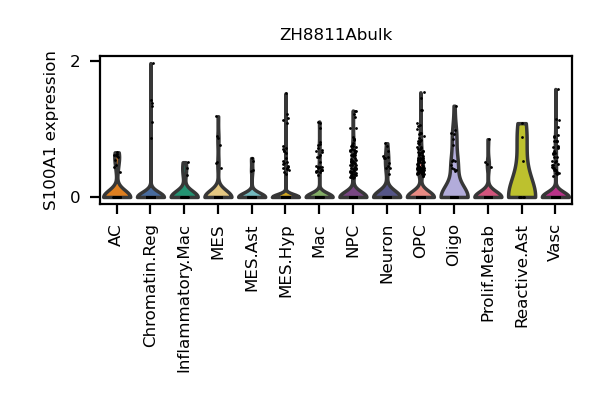 ZH8811Abulk
S100A1 expression
2
0
AC
Chromatin.Reg
Inflammatory.Mac
MES
MES.Ast
MES.Hyp
Mac
NPC
Neuron
OPC
Oligo
Prolif.Metab
Reactive.Ast
Vasc